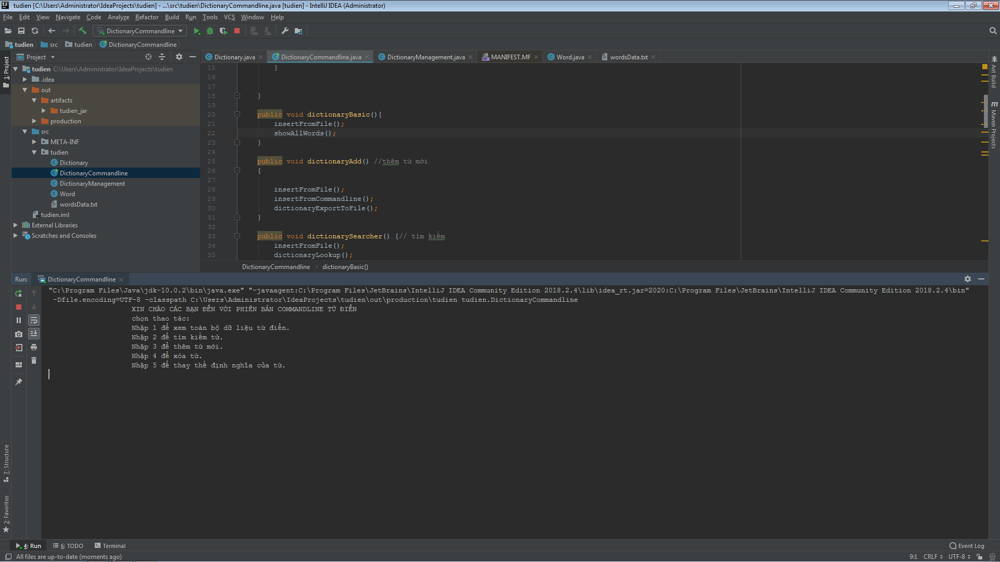 tudien [C:\Users\Administrator\IdeaProjects\tudien] - ...\src\tudien\DictionaryCommandline.java [tudien] - IntelliJ IDEA (Administrator)
File Edit View Navigate Code Analyze Refactor Build Run Tools VCS Window Help
DictionaryCommandline
tudien src tudien DictionaryCommandline
Project
Dictionary.java DictionaryCommandline.java DictionaryManagement.java MANIFEST.MF Word.java wordsData.txt
1: Project
tudien C:\Users\Administrator\IdeaProjects\tudien
.idea
out
artifacts
tudien_jar
production
src
META-INF
tudien
Dictionary
DictionaryCommandline
DictionaryManagement
Word
wordsData.txt
tudien.iml
External Libraries
Scratches and Consoles
15 }
16
17
18 }
19
20 public void dictionaryBasic(){
21 insertFromFile();
22 showAllWords();
23 }
24
25 public void dictionaryAdd() //thêm từ mới
26 {
27
28 insertFromFile();
29 insertFromCommandline();
30 dictionaryExportToFile();
31 }
32
33 public void dictionarySearcher() {// tìm kiếm
34 insertFromFile();
35 dictionaryLookup();
DictionaryCommandline dictionaryBasic()
Ant Build
Maven Projects
Run: DictionaryCommandline
"C:\Program Files\Java\jdk-10.0.2\bin\java.exe" "-javaagent:C:\Program Files\JetBrains\IntelliJ IDEA Community Edition 2018.2.4\lib\idea_rt.jar=2020:C:\Program Files\JetBrains\IntelliJ IDEA Community Edition 2018.2.4\bin"
-Dfile.encoding=UTF-8 -classpath C:\Users\Administrator\IdeaProjects\tudien\out\production\tudien tudien.DictionaryCommandline
XIN CHÀO CÁC BẠN ĐẾN VỚI PHIÊN BẢN COMMANDLINE TỪ ĐIỂN
chọn thao tác:
Nhập 1 để xem toàn bộ dữ liệu từ điển.
Nhập 2 để tìm kiếm từ.
Nhập 3 để thêm từ mới.
Nhập 4 để xóa từ.
Nhập 5 để thay thế định nghĩa của từ.
7: Structure
2: Favorites
4: Run 6: TODO Terminal Event Log
All files are up-to-date (moments ago) 9:1 CRLF UTF-8